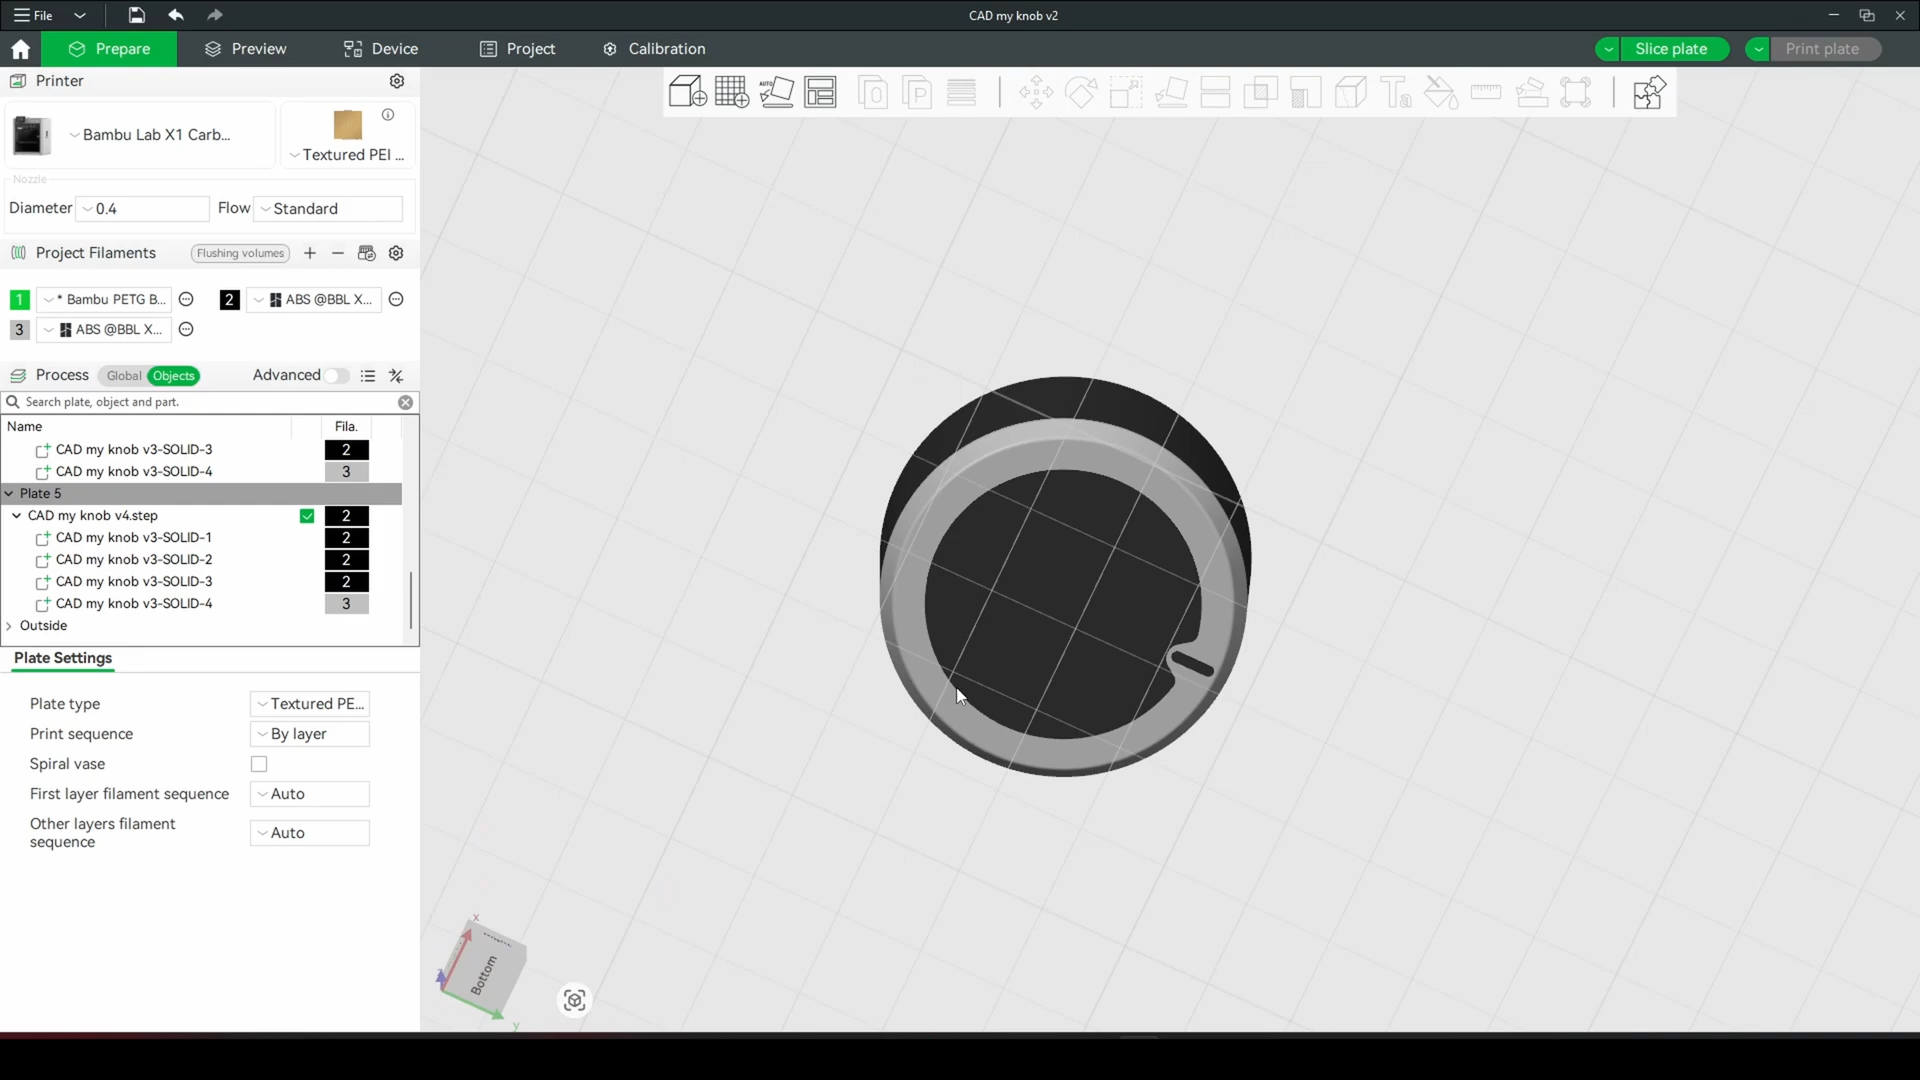 File
CAD my knob v2
Prepare
Preview
Device
Project
Calibration
Slice plate
Print plate
Printer
Bambu Lab X1 Carb...
Textured PEI ...
Nozzle
Diameter
0.4
Flow
Standard
Project Filaments
Flushing volumes
1
* Bambu PETG B...
2
ABS @BBL X...
3
ABS @BBL X...
Process
Global
Objects
Advanced
Search plate, object and part.
Name
Fila.
CAD my knob v3-SOLID-3
2
CAD my knob v3-SOLID-4
3
Plate 5
CAD my knob v4.step
2
CAD my knob v3-SOLID-1
2
CAD my knob v3-SOLID-2
2
CAD my knob v3-SOLID-3
2
CAD my knob v3-SOLID-4
3
Outside
Plate Settings
Plate type
Textured PE...
Print sequence
By layer
Spiral vase
First layer filament sequence
Auto
Other layers filament
sequence
Auto
AUTO
0
P
Ta
x
Bottom
y